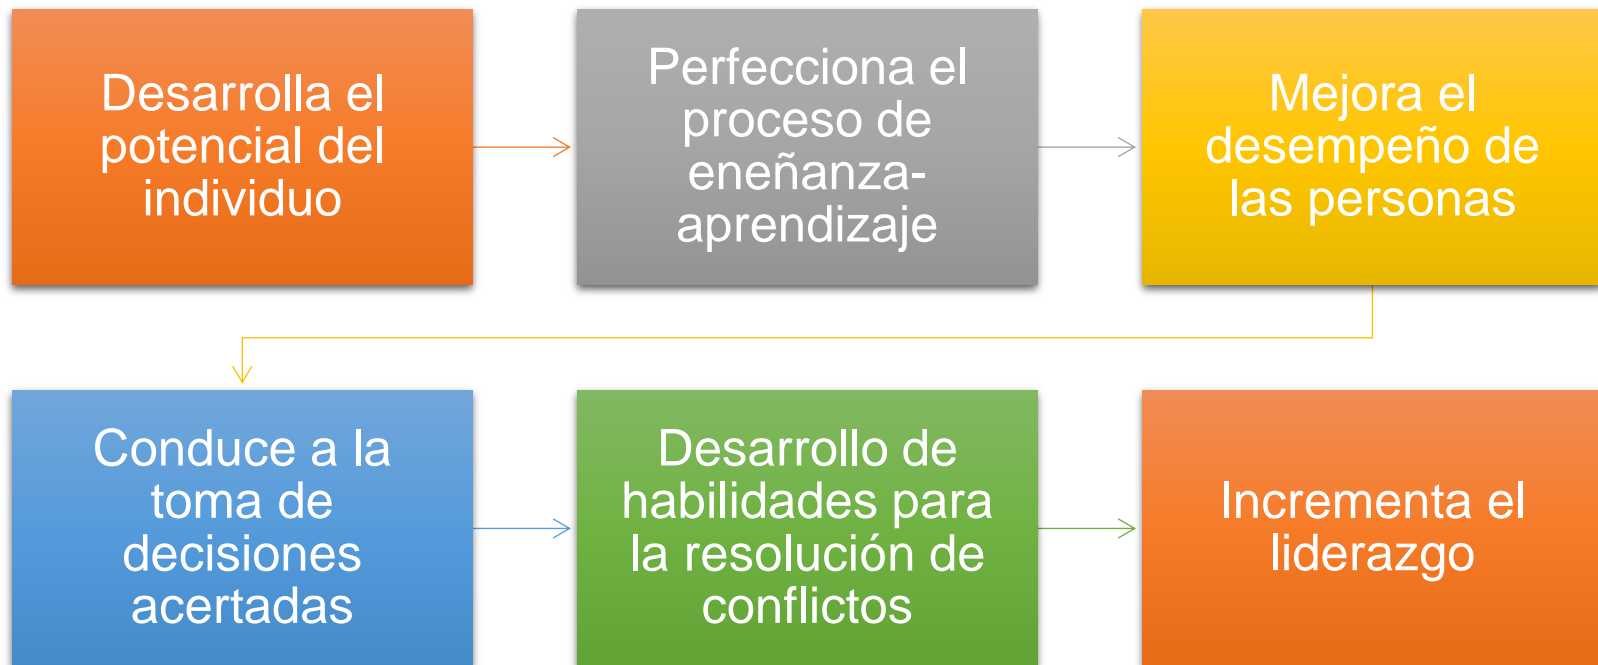 Desarrolla el
potencial del
individuo
Perfecciona el
proceso de
eneñanza-
aprendizaje
Mejora el
desempeño de
las personas
Conduce a la
toma de
decisiones
acertadas
Desarrollo de
habilidades para
la resolución de
conflictos
Incrementa el
liderazgo